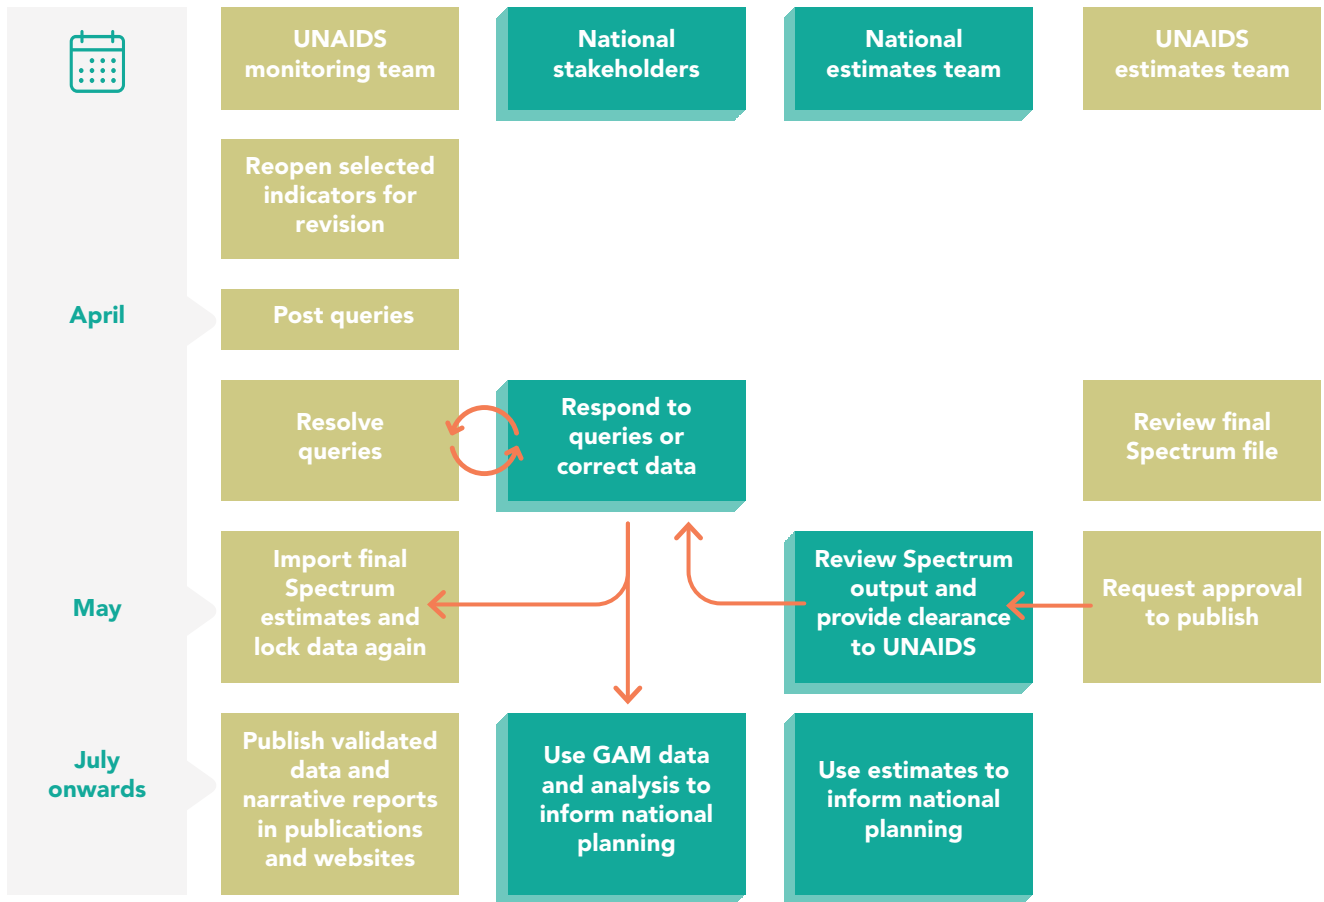 UNAIDS
monitoring team
National
stakeholders
National
estimates team
UNAIDS
estimates team
Reopen selected
indicators for
revision
April
Post queries
Resolve
queries
Respond to
queries or
correct data
Review final
Spectrum file
May
Import final
Spectrum
estimates and
lock data again
Review Spectrum
output and
provide clearance
to UNAIDS
Request approval
to publish
July
onwards
Publish validated
data and
narrative reports
in publications
and websites
Use GAM data
and analysis to
inform national
planning
Use estimates to
inform national
planning